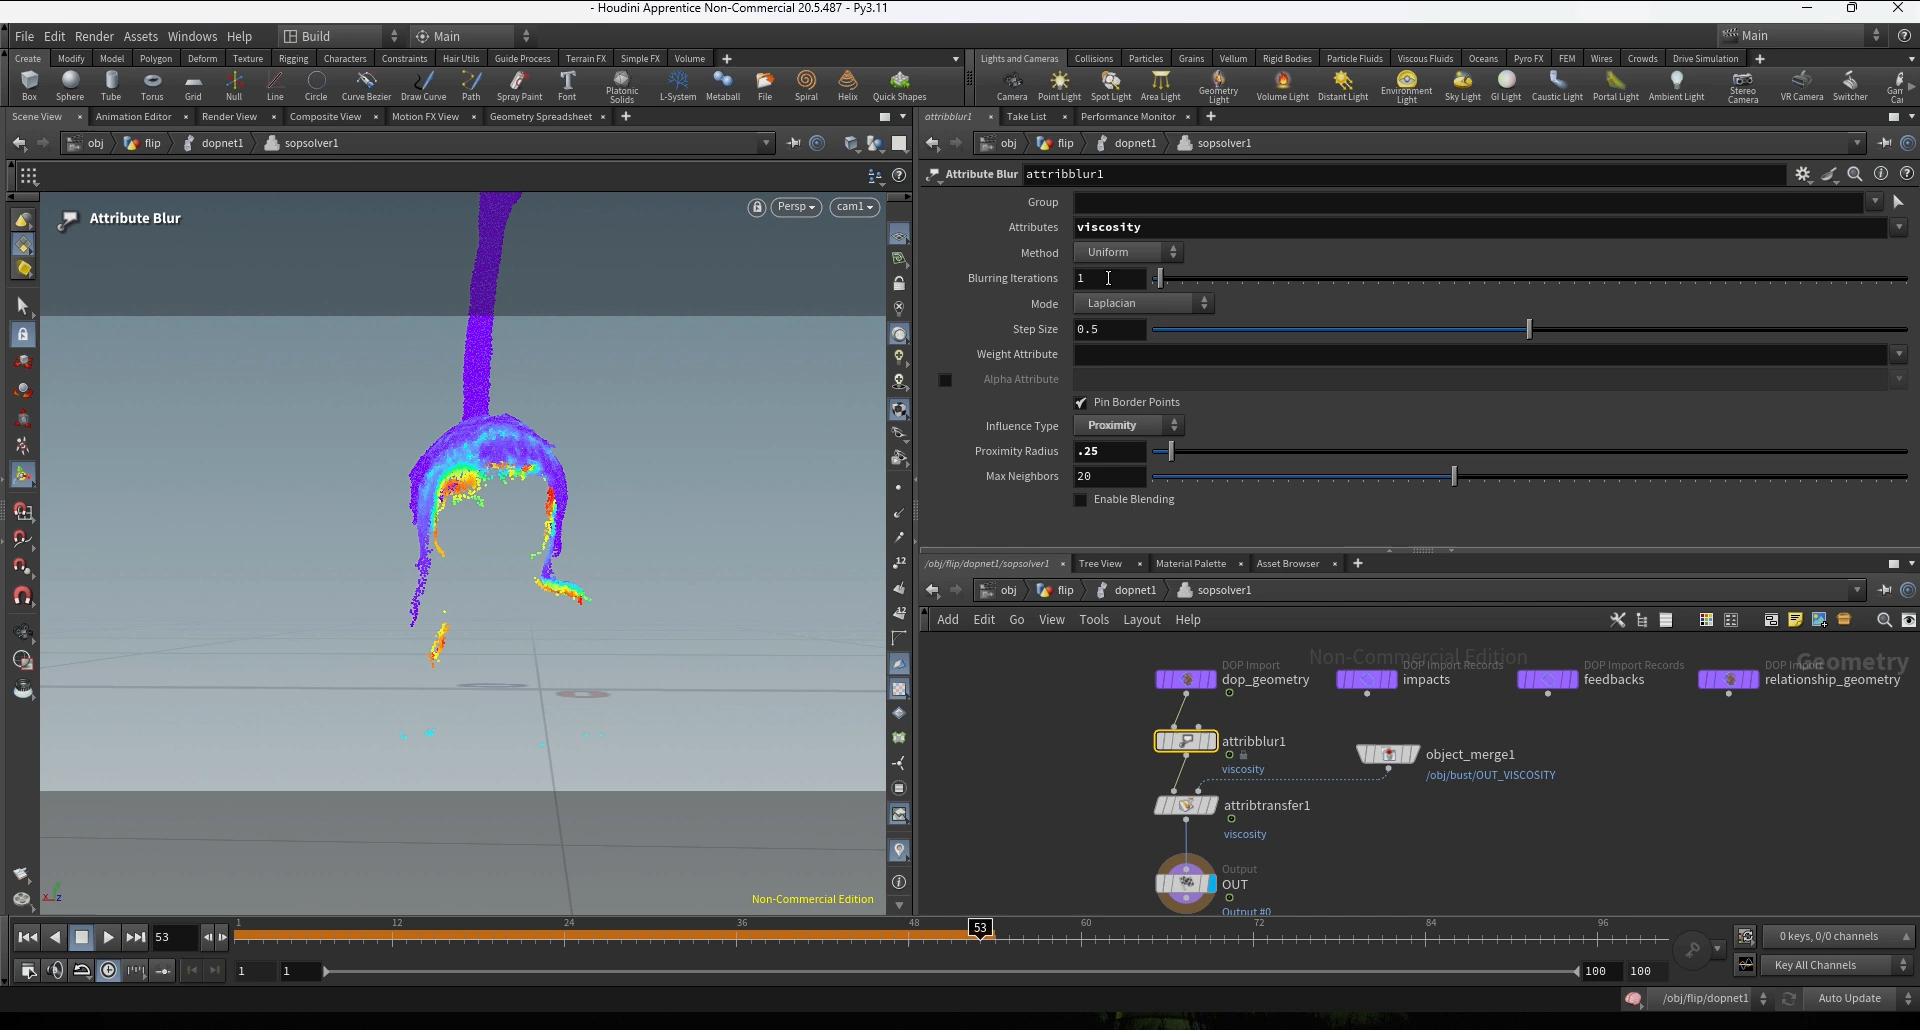 - Houdini Apprentice Non-Commercial 20.5.487 - Py3.11
File Edit Render Assets Windows Help Build Main Main
Create Modify Model Polygon Deform Texture Rigging Characters Constraints Hair Utils Guide Process Terrain FX Simple FX Volume
Lights and Cameras Collisions Particles Grains Vellum Rigid Bodies Particle Fluids Viscous Fluids Oceans Pyro FX FEM Wires Crowds Drive Simulation
Box Sphere Tube Torus Grid Null Line Circle Curve Bezier Draw Curve Path Spray Paint Font Platonic Solids L-System Metaball File Spiral Helix Quick Shapes
Camera Point Light Spot Light Area Light Geometry Light Volume Light Distant Light Environment Light Sky Light GI Light Caustic Light Portal Light Ambient Light Stereo Camera VR Camera Switcher
Scene View Animation Editor Render View Composite View Motion FX View Geometry Spreadsheet
attribblur1 Take List Performance Monitor
obj flip dopnet1 sopsolver1
obj flip dopnet1 sopsolver1
Attribute Blur attribblur1
Attribute Blur
Persp cam1
Group
Attributes viscosity
Method Uniform
Blurring Iterations 1
Mode Laplacian
Step Size 0.5
Weight Attribute
Alpha Attribute
Pin Border Points
Influence Type Proximity
Proximity Radius .25
Max Neighbors 20
Enable Blending
/obj/flip/dopnet1/sopsolver1 Tree View Material Palette Asset Browser
obj flip dopnet1 sopsolver1
Add Edit Go View Tools Layout Help
Non-Commercial Edition
Geometry
DOP Import
dop_geometry
DOP Import Records
impacts
DOP Import Records
feedbacks
DOP Import
relationship_geometry
attribblur1
viscosity
object_merge1
/obj/bust/OUT_VISCOSITY
attribtransfer1
viscosity
Output
OUT
Output #0
x z
12
12
Non-Commercial Edition
53
1 12 24 36 48 53 60 72 84 96
0 keys, 0/0 channels
1 1 100 100
Key All Channels
/obj/flip/dopnet1 Auto Update